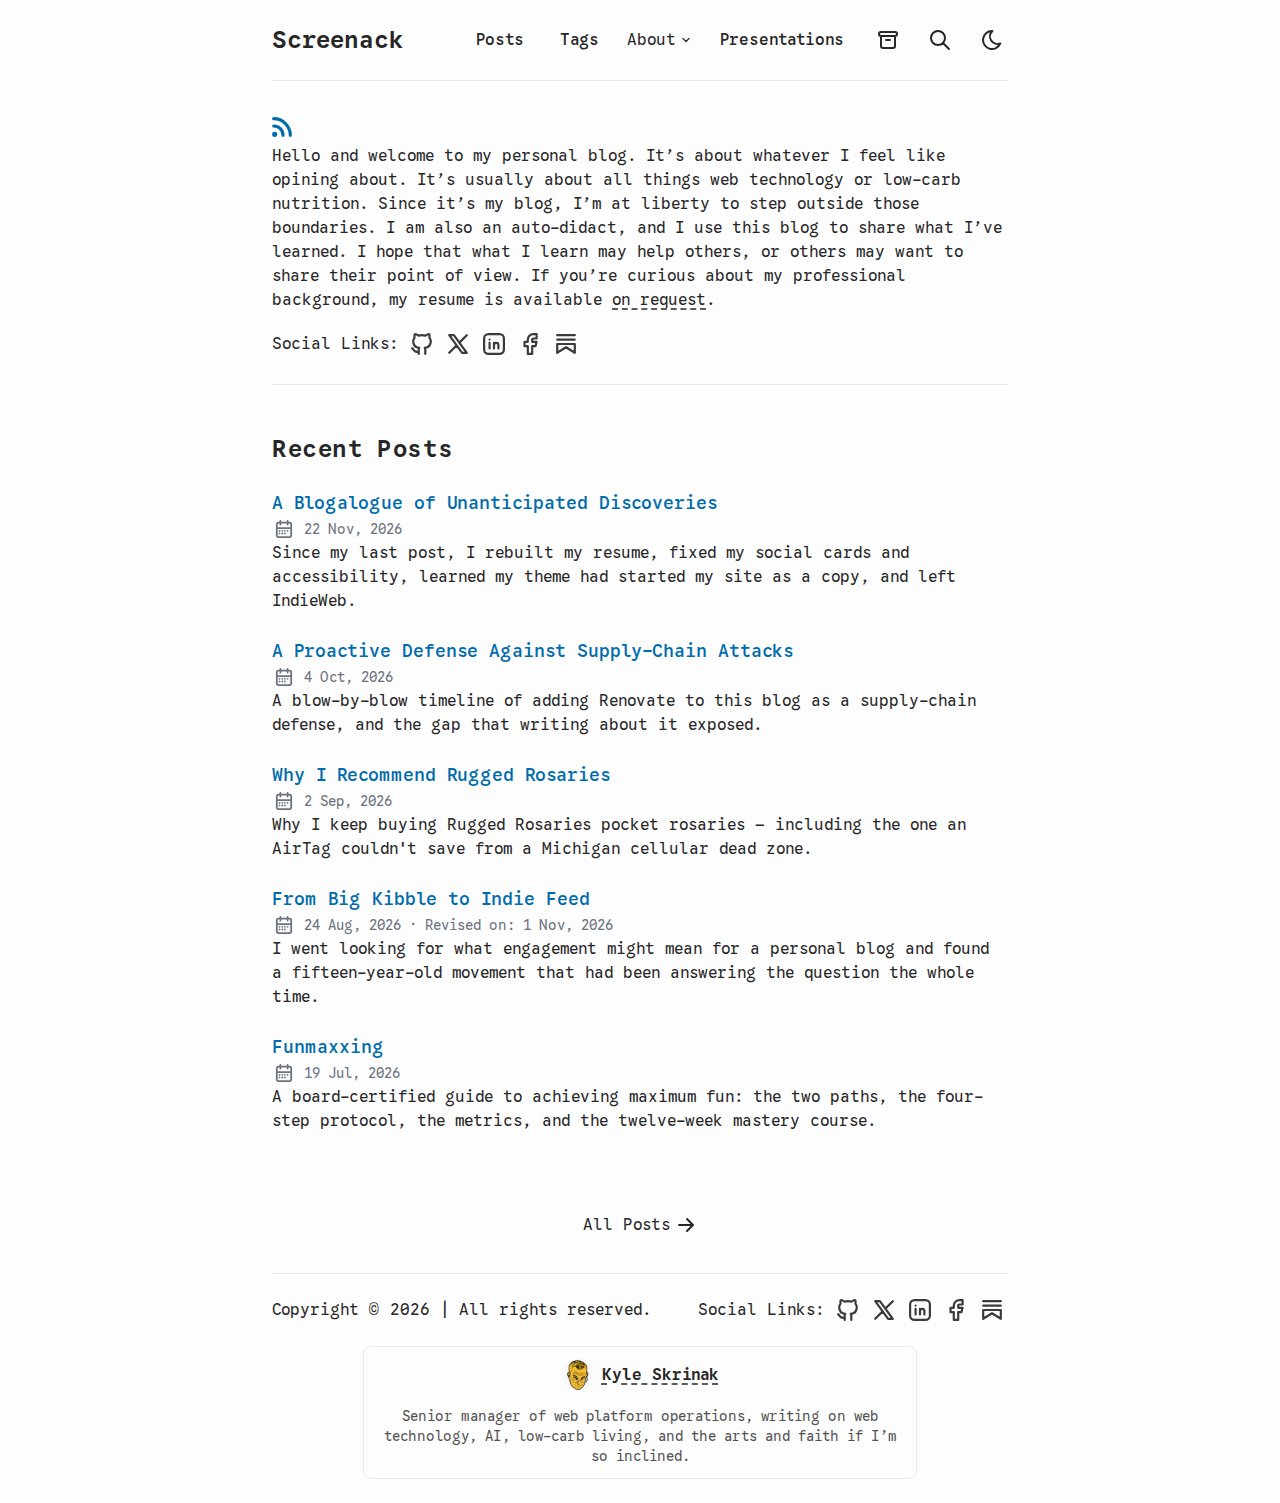 Screenack
Posts Tags About Presentations
Hello and welcome to my personal blog. It’s about whatever I feel like
opining about. It’s usually about all things web technology or low-carb
nutrition. Since it’s my blog, I’m at liberty to step outside those
boundaries. I am also an auto-didact, and I use this blog to share what I’ve
learned. I hope that what I learn may help others, or others may want to
share their point of view. If you’re curious about my professional
background, my resume is available on request.
Social Links:
Recent Posts
A Blogalogue of Unanticipated Discoveries
22 Nov, 2026
Since my last post, I rebuilt my resume, fixed my social cards and
accessibility, learned my theme had started my site as a copy, and left
IndieWeb.
A Proactive Defense Against Supply-Chain Attacks
4 Oct, 2026
A blow-by-blow timeline of adding Renovate to this blog as a supply-chain
defense, and the gap that writing about it exposed.
Why I Recommend Rugged Rosaries
2 Sep, 2026
Why I keep buying Rugged Rosaries pocket rosaries — including the one an
AirTag couldn't save from a Michigan cellular dead zone.
From Big Kibble to Indie Feed
24 Aug, 2026 · Revised on: 1 Nov, 2026
I went looking for what engagement might mean for a personal blog and found
a fifteen-year-old movement that had been answering the question the whole
time.
Funmaxxing
19 Jul, 2026
A board-certified guide to achieving maximum fun: the two paths, the four-
step protocol, the metrics, and the twelve-week mastery course.
All Posts
Copyright © 2026 | All rights reserved. Social Links:
Kyle Skrinak
Senior manager of web platform operations, writing on web
technology, AI, low-carb living, and the arts and faith if I’m
so inclined.